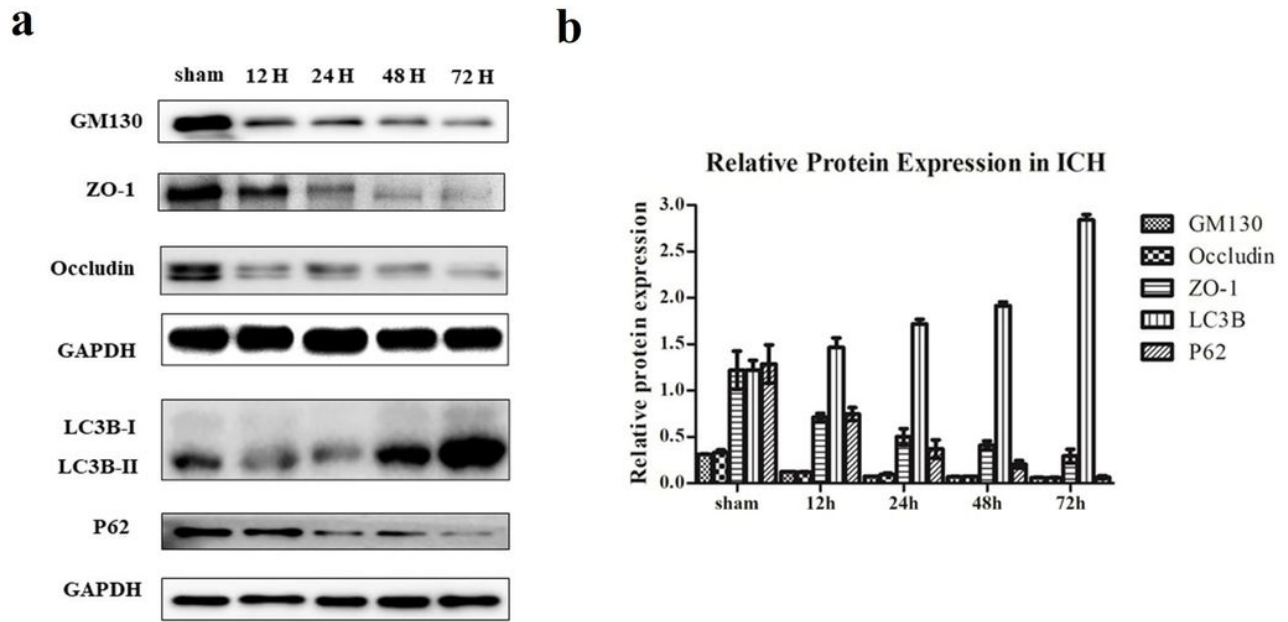 a
sham 12 H 24 H 48 H 72 H
GM130
ZO-1
Occludin
GAPDH
LC3B-I
LC3B-II
P62
GAPDH
b
Relative Protein Expression in ICH
Relative protein expression
3.0
2.5
2.0
1.5
1.0
0.5
0.0
sham 12h 24h 48h 72h
GM130
Occludin
ZO-1
LC3B
P62